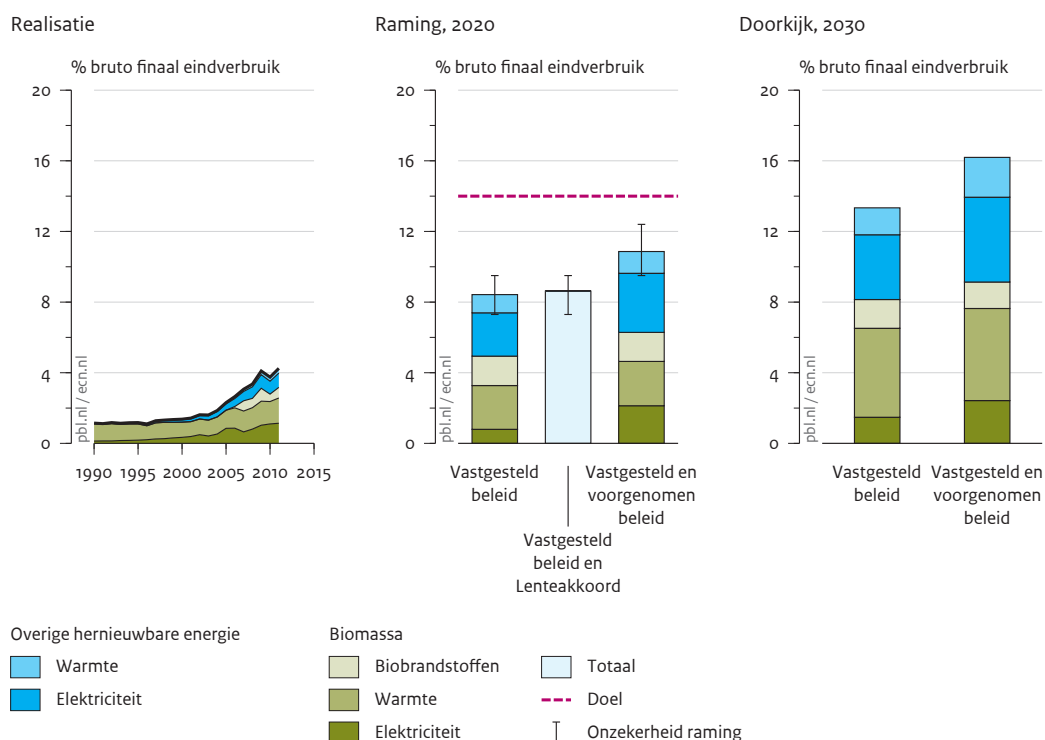 Realisatie
% bruto finaal eindverbruik
20
16
12
8
4
0
pbl.nl / ecn.nl
1990 1995 2000 2005 2010 2015
Raming, 2020
% bruto finaal eindverbruik
20
16
12
8
4
0
pbl.nl / ecn.nl
Vastgesteld
beleid
Vastgesteld
beleid en
Lenteakkoord
Vastgesteld en
voorgenomen
beleid
Doorkijk, 2030
% bruto finaal eindverbruik
20
16
12
8
4
0
pbl.nl / ecn.nl
Vastgesteld
beleid
Vastgesteld en
voorgenomen
beleid
Overige hernieuwbare energie
Warmte
Elektriciteit
Biomassa
Biobrandstoffen
Warmte
Elektriciteit
Totaal
Doel
Onzekerheid raming